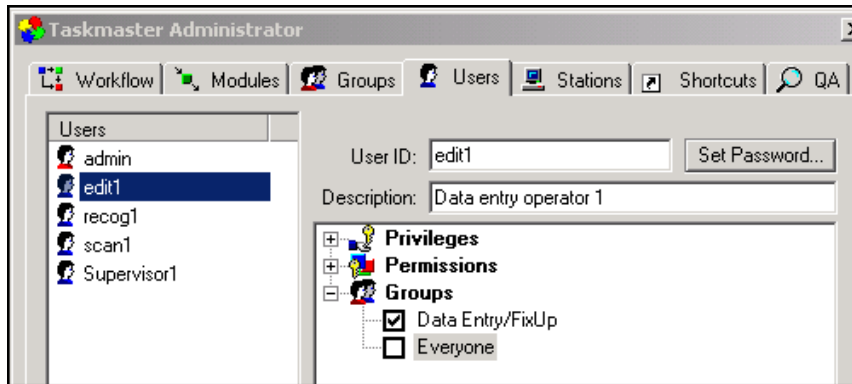 Taskmaster Administrator
Workflow Modules Groups Users Stations Shortcuts QA
Users
admin
edit1
recog1
scan1
Supervisor1
User ID: edit1 Set Password...
Description: Data entry operator 1
Privileges
Permissions
Groups
Data Entry/FixUp
Everyone